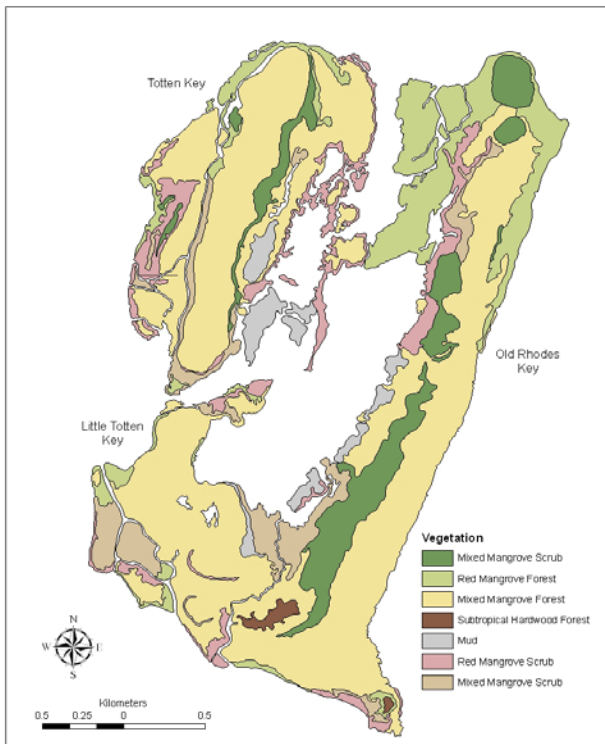 Totten Key
Old Rhodes
Key
Little Totten
Key
Vegetation
Mixed Mangrove Scrub
Red Mangrove Forest
Mixed Mangrove Forest
Subtropical Hardwood Forest
Mud
Red Mangrove Scrub
Mixed Mangrove Scrub
N
W E
S
Kilometers
0.5 0.25 0 0.5